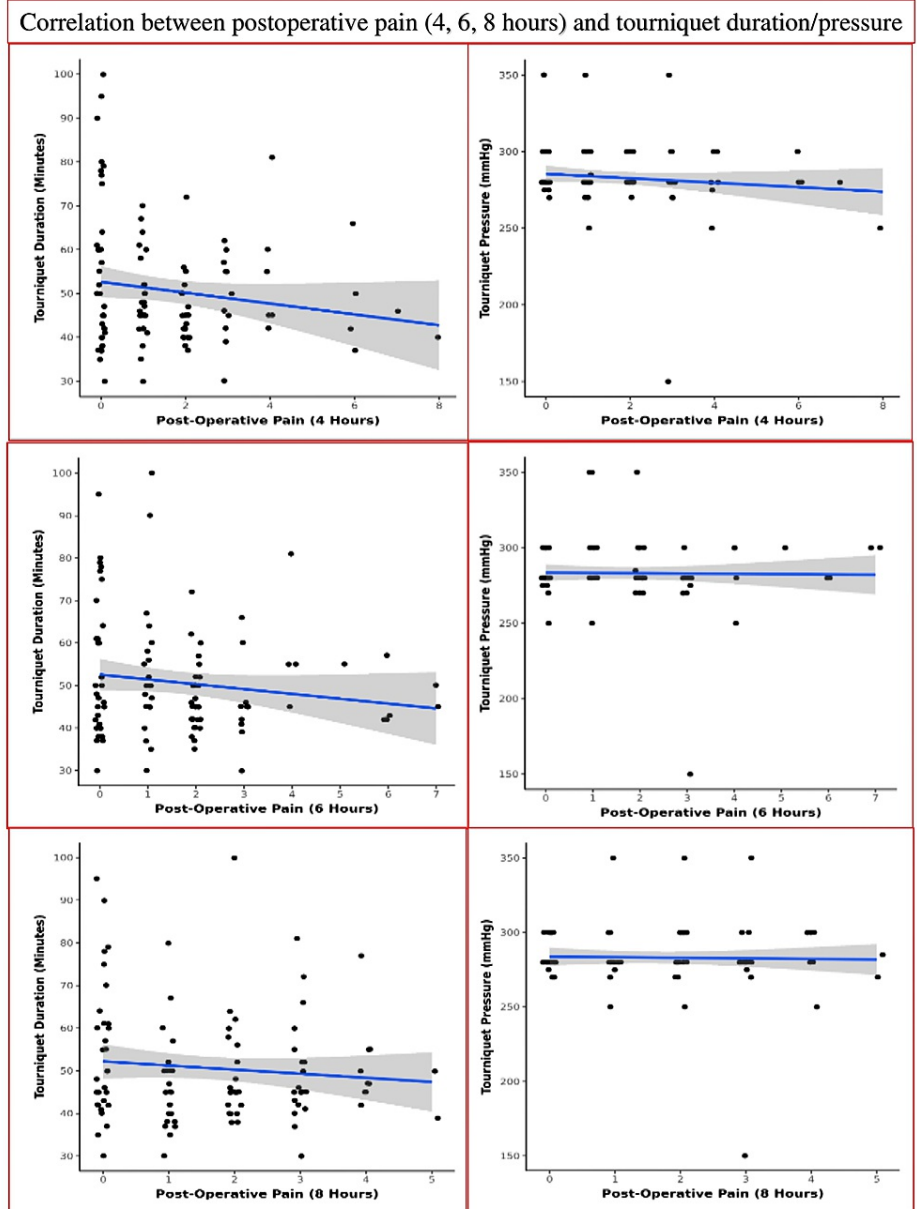 Correlation between postoperative pain (4, 6, 8 hours) and tourniquet duration/pressure
Tourniquet Duration (Minutes)
100
90
80
70
60
50
40
30
0 2 4 6 8
Post-Operative Pain (4 Hours)
Tourniquet Pressure (mmHg)
350
300
250
200
150
0 2 4 6 8
Post-Operative Pain (4 Hours)
Tourniquet Duration (Minutes)
100
90
80
70
60
50
40
30
0 1 2 3 4 5 6 7
Post-Operative Pain (6 Hours)
Tourniquet Pressure (mmHg)
350
300
250
200
150
0 1 2 3 4 5 6 7
Post-Operative Pain (6 Hours)
Tourniquet Duration (Minutes)
100
90
80
70
60
50
40
30
0 1 2 3 4 5
Post-Operative Pain (8 Hours)
Tourniquet Pressure (mmHg)
350
300
250
200
150
0 1 2 3 4 5
Post-Operative Pain (8 Hours)